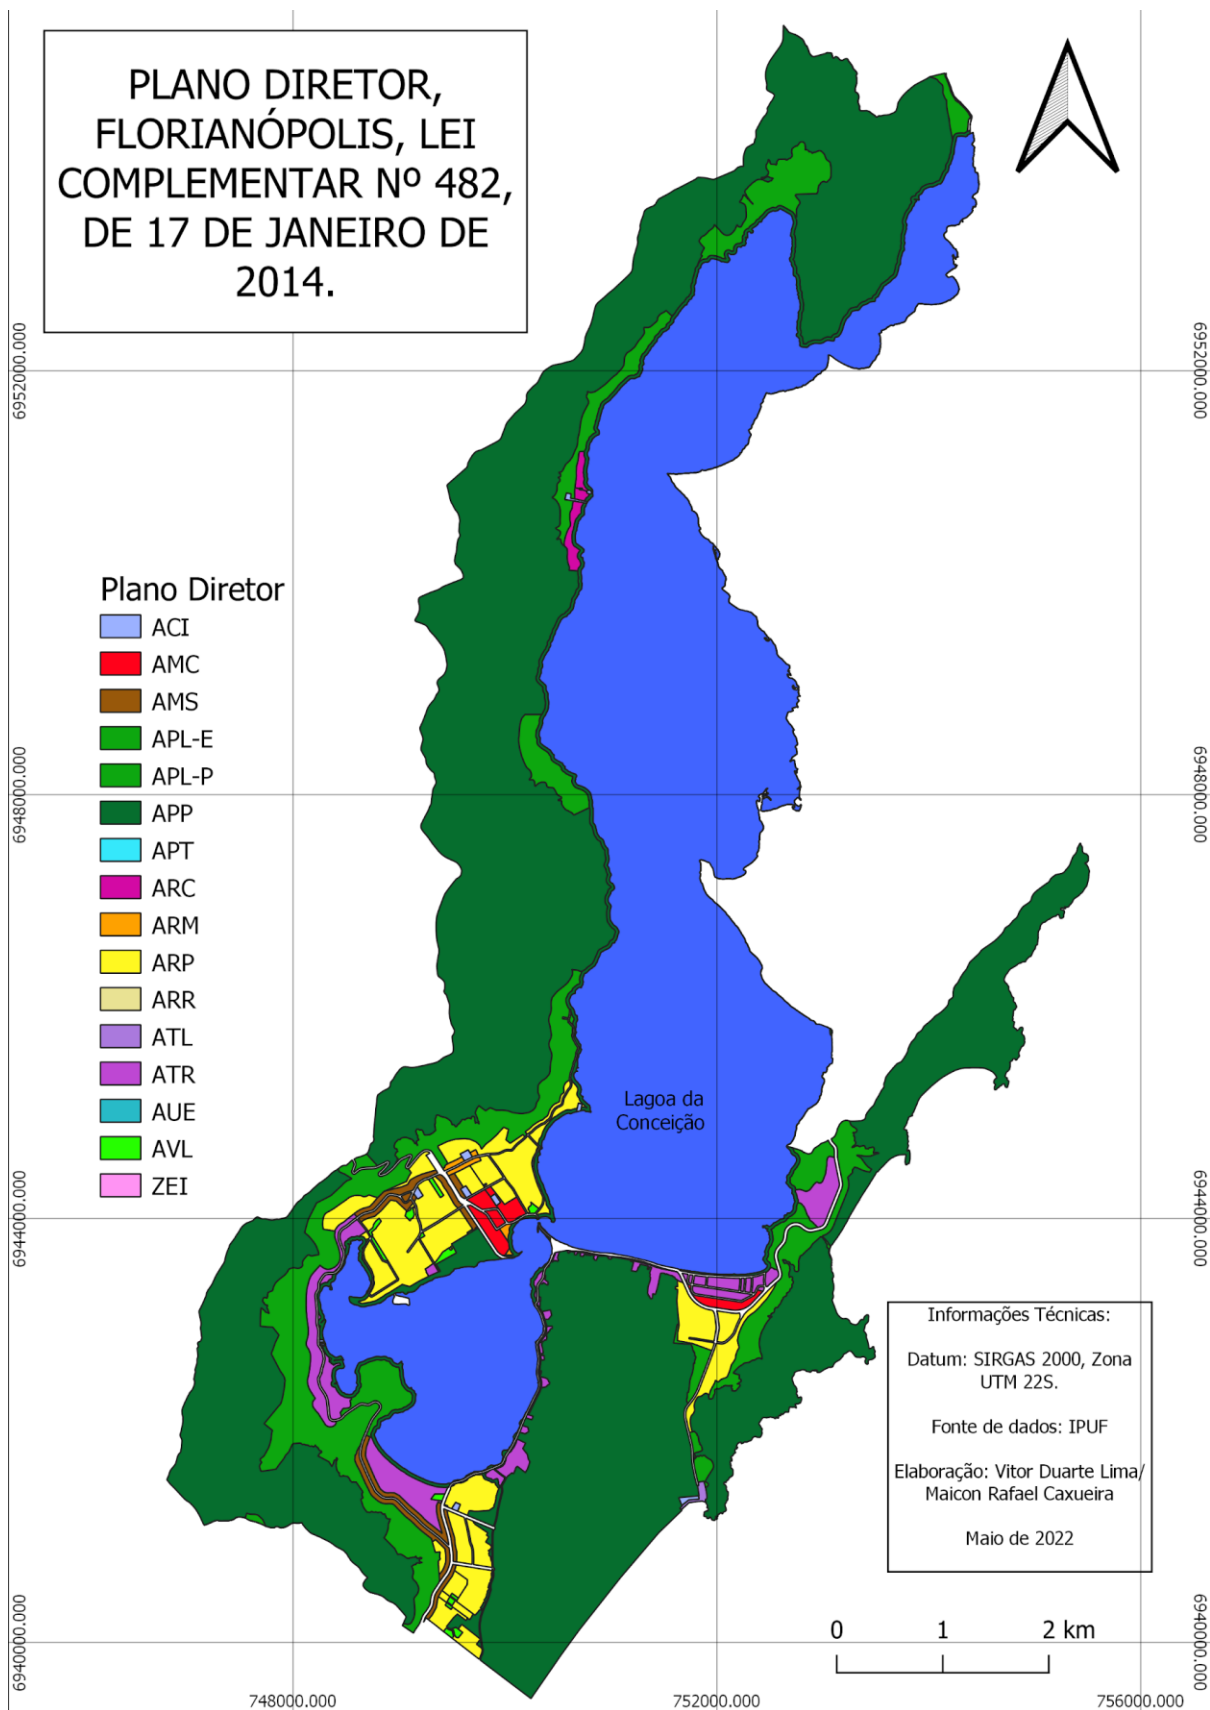 PLANO DIRETOR,
FLORIANÓPOLIS, LEI
COMPLEMENTAR Nº 482,
DE 17 DE JANEIRO DE
2014.
6952000.000
6952000.000
Plano Diretor
ACI
AMC
AMS
APL-E
APL-P
APP
APT
ARC
ARM
ARP
ARR
ATL
ATR
AUE
AVL
ZEI
6948000.000
6948000.000
Lagoa da
Conceição
6944000.000
6944000.000
Informações Técnicas:
Datum: SIRGAS 2000, Zona
UTM 22S.
Fonte de dados: IPUF
Elaboração: Vitor Duarte Lima/
Maicon Rafael Caxueira
Maio de 2022
6940000.000
6940000.000
0 1 2 km
748000.000 752000.000 756000.000